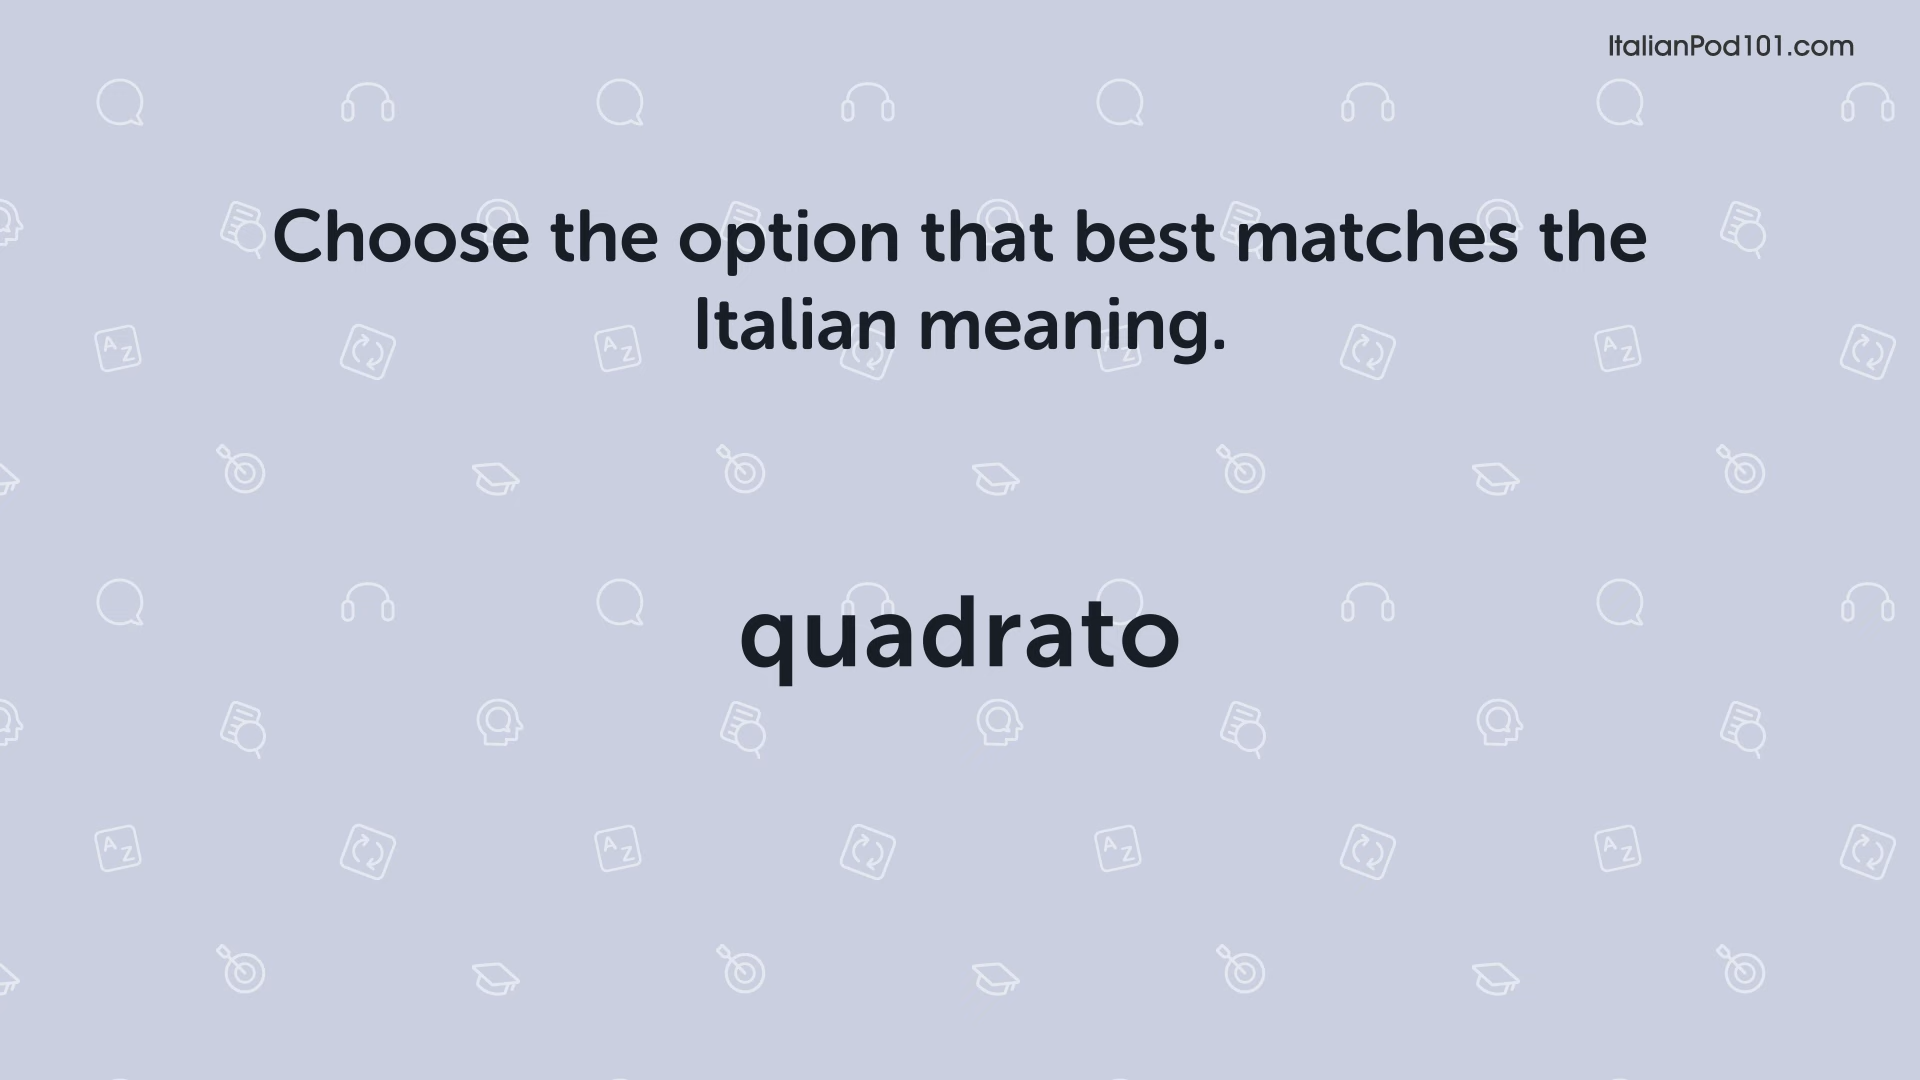 ItalianPod101.com
Choose the option that best matches the
Italian meaning.
quadrato